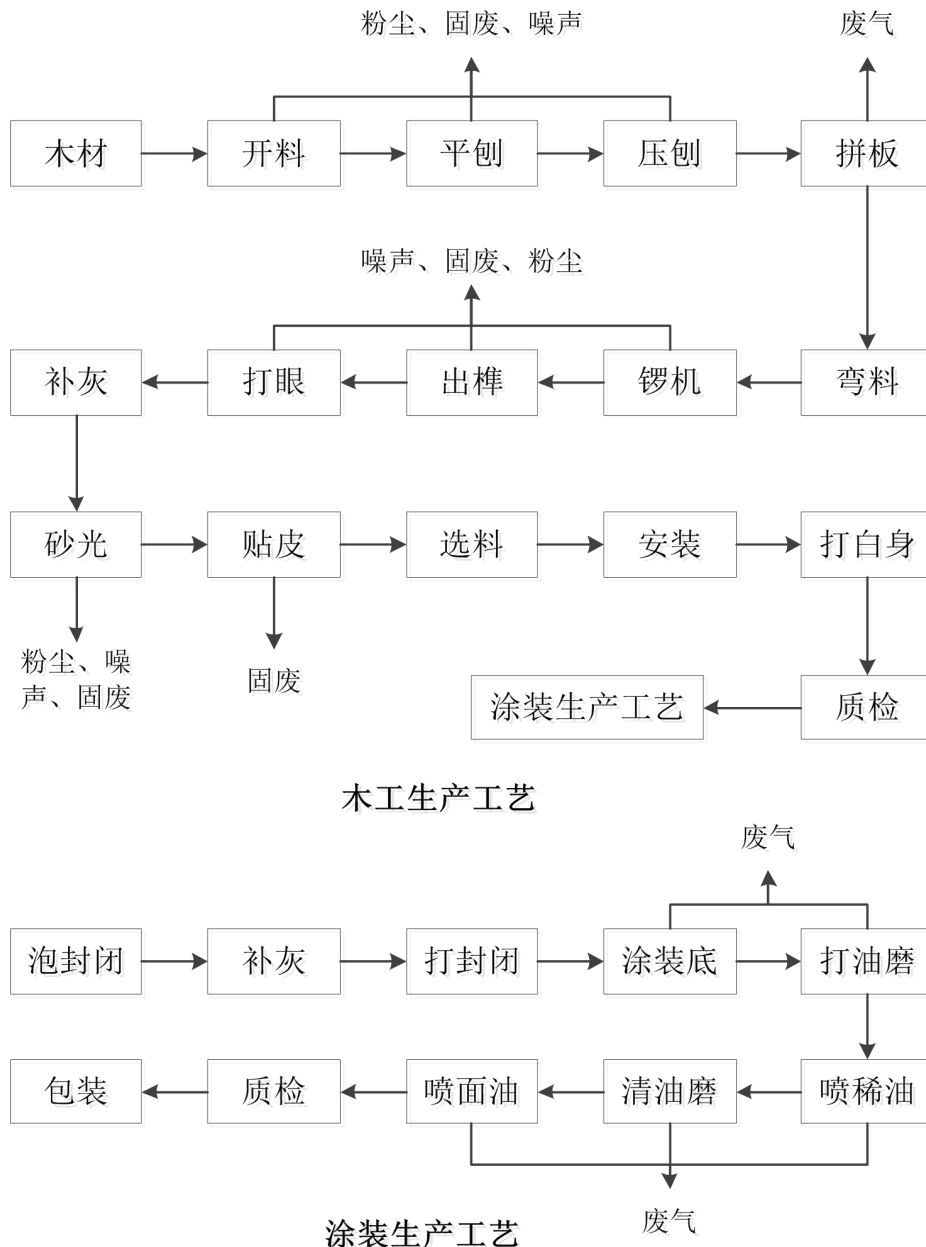 粉尘、固废、噪声
废气
木材
开料
平刨
压刨
拼板
噪声、固废、粉尘
补灰
打眼
出榫
锣机
弯料
砂光
贴皮
选料
安装
打白身
粉尘、噪
声、固废
固废
涂装生产工艺
质检
木工生产工艺
废气
泡封闭
补灰
打封闭
涂装底
打油磨
包装
质检
喷面油
清油磨
喷稀油
废气
涂装生产工艺